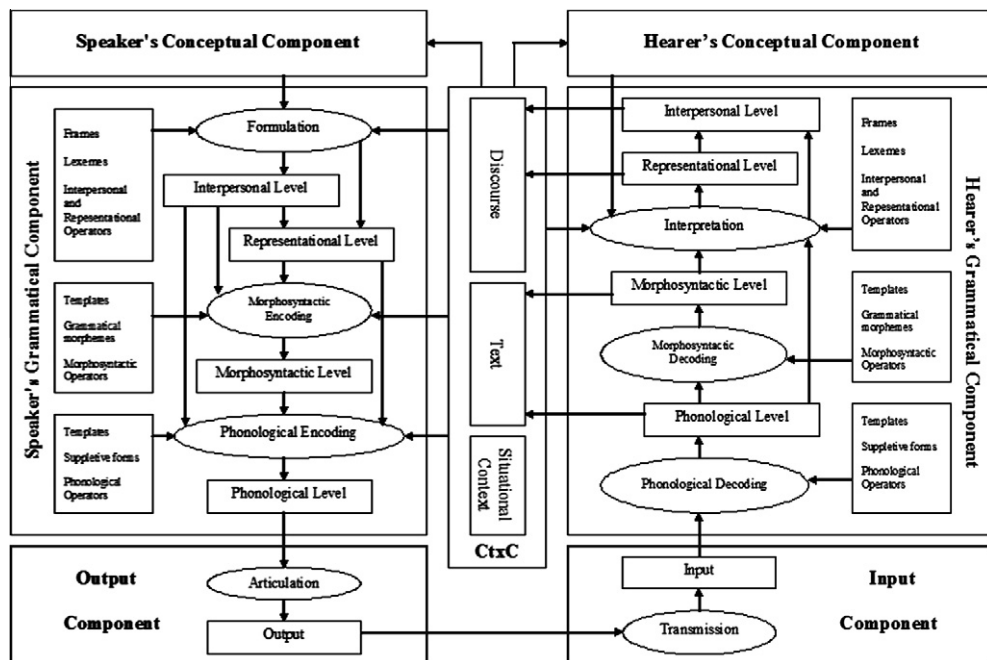 Speaker's Conceptual Component
Speaker's Grammatical Component
Formulation
Frames
Lexemes
Interpersonal
and
Representational
Operators
Interpersonal Level
Representational Level
Templates
Grammatical
morphemes
Morphosyntactic
Operators
Morphosyntactic
Encoding
Morphosyntactic Level
Templates
Suppletive forms
Phonological
Operators
Phonological Encoding
Phonological Level
Output
Component
Articulation
Output
Discourse
Text
Situational
Context
CtxC
Hearer's Conceptual Component
Hearer's Grammatical Component
Interpersonal Level
Representational Level
Interpretation
Frames
Lexemes
Interpersonal
and
Representational
Operators
Morphosyntactic Level
Morphosyntactic
Decoding
Templates
Grammatical
morphemes
Morphosyntactic
Operators
Phonological Level
Phonological Decoding
Templates
Suppletive forms
Phonological
Operators
Input
Transmission
Input
Component